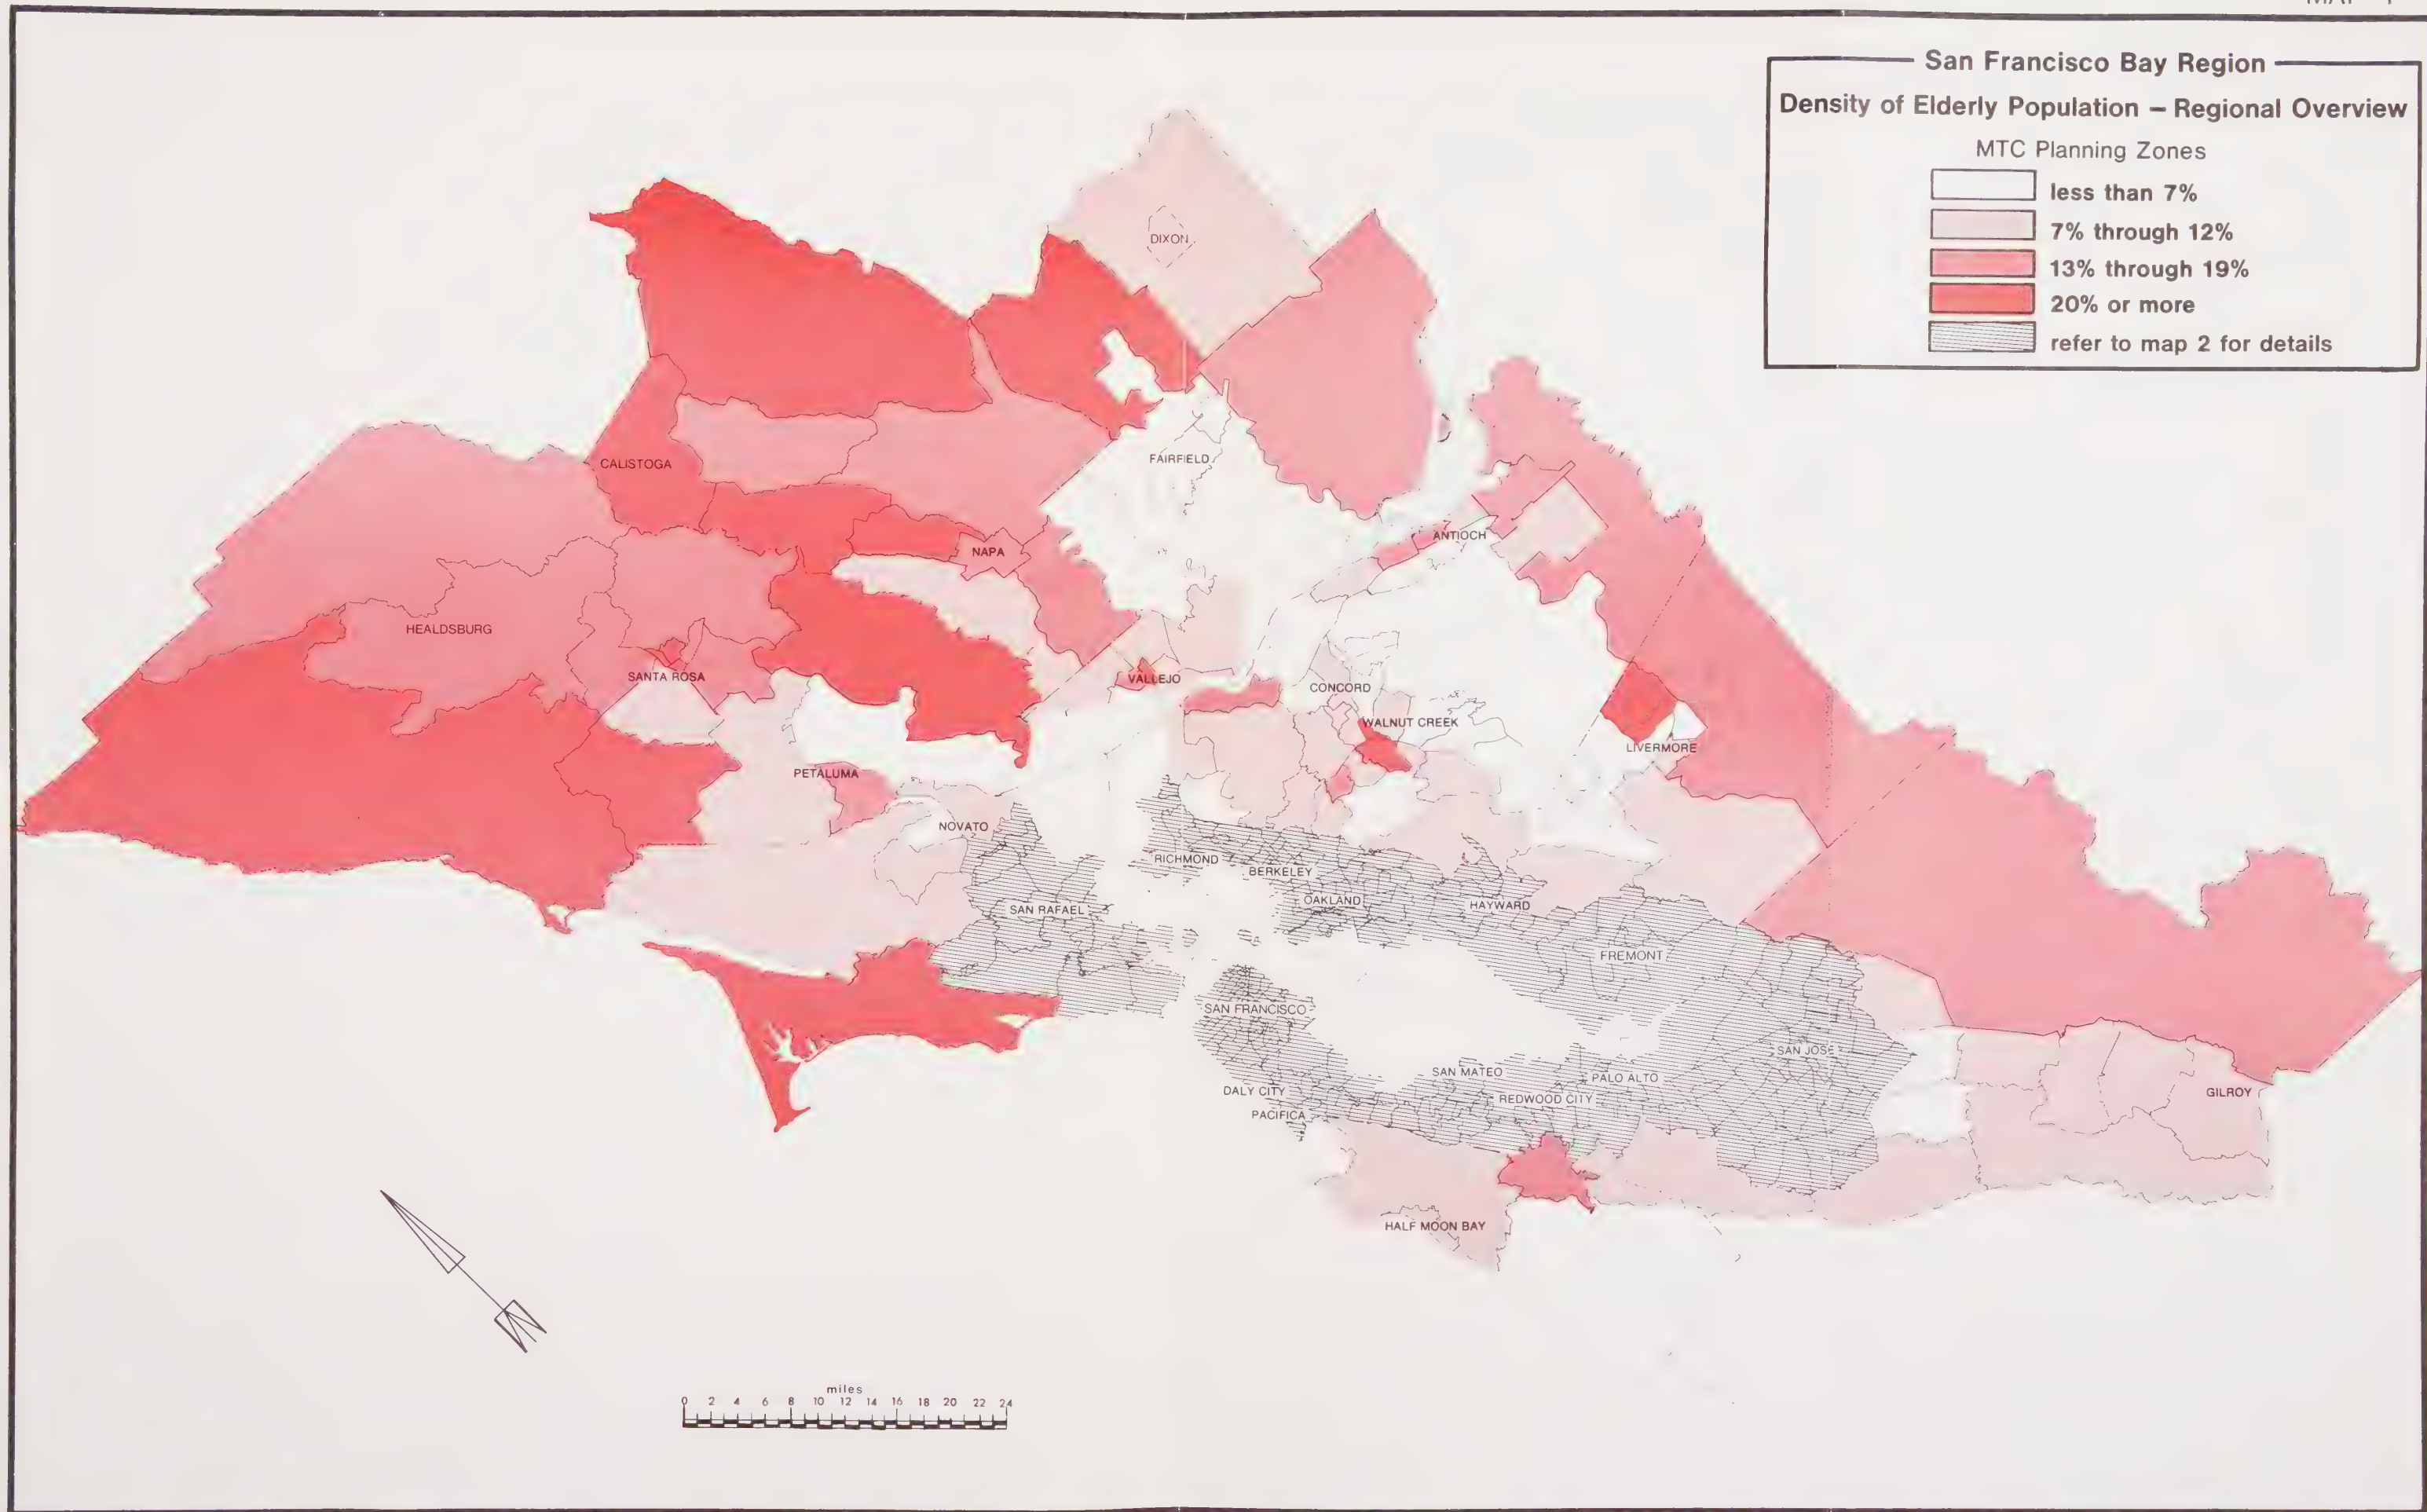 San Francisco Bay Region
Density of Elderly Population – Regional Overview
MTC Planning Zones
less than 7%
7% through 12%
13% through 19%
20% or more
refer to map 2 for details
DIXON
CALISTOGA
FAIRFIELD
ANTIOCH
NAPA
HEALDSBURG
SANTA ROSA
VALLEJO
CONCORD
WALNUT CREEK
LIVERMORE
PETALUMA
NOVATO
RICHMOND
BERKELEY
OAKLAND
HAYWARD
SAN RAFAEL
FREMONT
SAN FRANCISCO
SAN JOSE
SAN MATEO
PALO ALTO
DALY CITY
REDWOOD CITY
GILROY
PACIFICA
HALF MOON BAY
N
miles
0 2 4 6 8 10 12 14 16 18 20 22 24